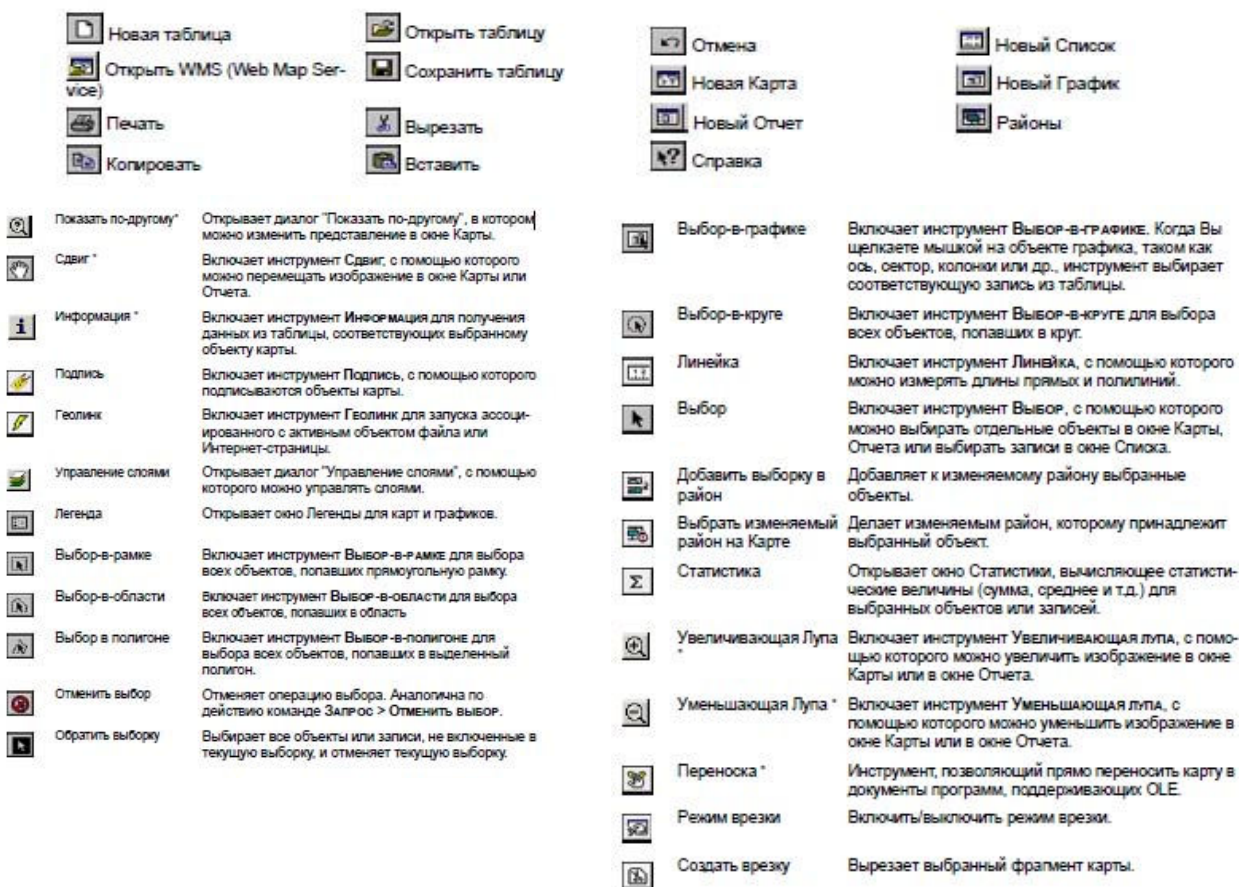 Новая таблица
Открыть таблицу
Открыть WMS (Web Map Ser-
vice)
Сохранить таблицу
Печать
Вырезать
Копировать
Вставить
Отмена
Новый Список
Новая Карта
Новый График
Новый Отчет
Районы
Справка
Показать по-другому*
Открывает диалог "Показать по-другому", в котором
можно изменить представление в окне Карты.
Сдвиг *
Включает инструмент Сдвиг, с помощью которого
можно перемещать изображение в окне Карты или
Отчета.
Информация *
Включает инструмент Информация для получения
данных из таблицы, соответствующих выбранному
объекту карты.
Подпись
Включает инструмент Подпись, с помощью которого
подписываются объекты карты.
Геолинк
Включает инструмент Геолинк для запуска ассоци-
ированного с активным объектом файла или
Интернет-страницы.
Управление слоями
Открывает диалог "Управление слоями", с помощью
которого можно управлять слоями.
Легенда
Открывает окно Легенды для карт и графиков.
Выбор-в-рамке
Включает инструмент Выбор-в-рамке для выбора
всех объектов, попавших прямоугольную рамку.
Выбор-в-области
Включает инструмент Выбор-в-области для выбора
всех объектов, попавших в область
Выбор в полигоне
Включает инструмент Выбор-в-полигоне для
выбора всех объектов, попавших в выделенный
полигон.
Отменить выбор
Отменяет операцию выбора. Аналогична по
действию команде Запрос > Отменить выбор.
Обратить выборку
Выбирает все объекты или записи, не включенные в
текущую выборку, и отменяет текущую выборку.
Выбор-в-графике
Включает инструмент Выбор-в-графике. Когда Вы
щелкаете мышкой на объекте графика, таком как
ось, сектор, колонки или др., инструмент выбирает
соответствующую запись из таблицы.
Выбор-в-круге
Включает инструмент Выбор-в-круге для выбора
всех объектов, попавших в круг.
Линейка
Включает инструмент Линейка, с помощью которого
можно измерять длины прямых и полилиний.
Выбор
Включает инструмент Выбор, с помощью которого
можно выбирать отдельные объекты в окне Карты,
Отчета или выбирать записи в окне Списка.
Добавить выборку в
район
Добавляет к изменяемому району выбранные
объекты.
Выбрать изменяемый
район на Карте
Делает изменяемым район, которому принадлежит
выбранный объект.
Статистика
Открывает окно Статистики, вычисляющее статисти-
ческие величины (сумма, среднее и т.д.) для
выбранных объектов или записей.
Увеличивающая Лупа
*
Включает инструмент Увеличивающая лупа, с помо-
щью которого можно увеличить изображение в окне
Карты или в окне Отчета.
Уменьшающая Лупа *
Включает инструмент Уменьшающая лупа, с
помощью которого можно уменьшить изображение в
окне Карты или в окне Отчета.
Переноска *
Инструмент, позволяющий прямо переносить карту в
документы программ, поддерживающих OLE.
Режим врезки
Включить/выключить режим врезки.
Создать врезку
Вырезает выбранный фрагмент карты.